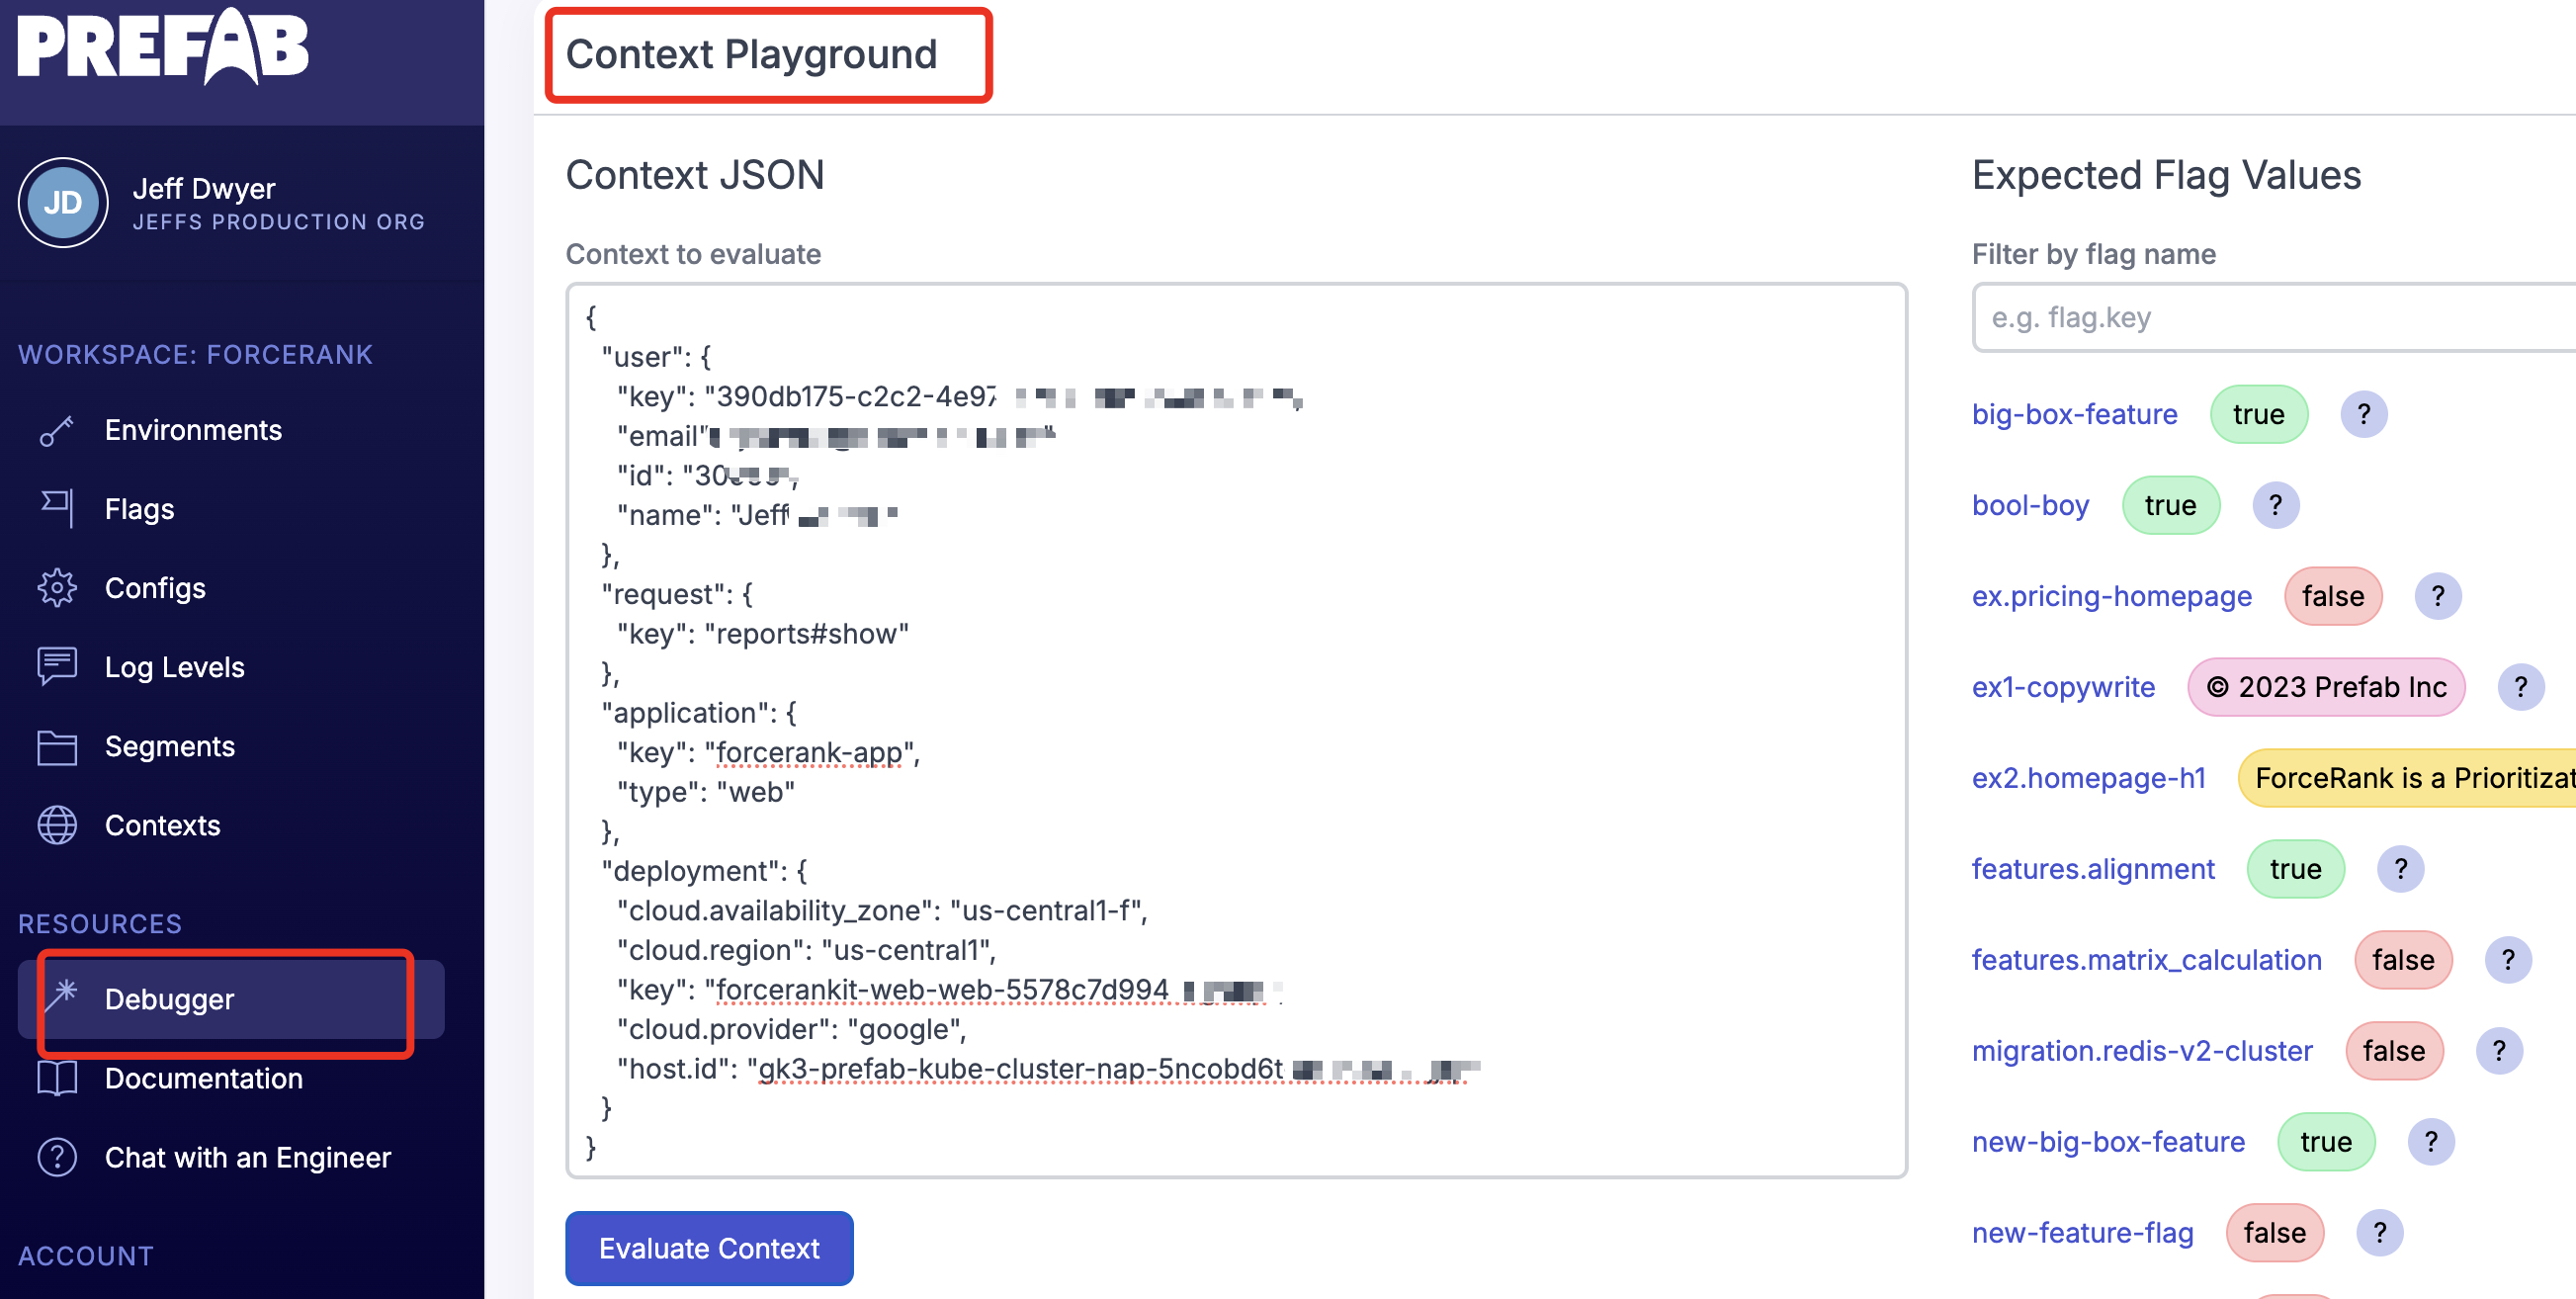 PREFAB
JD
Jeff Dwyer
JEFFS PRODUCTION ORG
WORKSPACE: FORCERANK
Environments
Flags
Configs
Log Levels
Segments
Contexts
RESOURCES
Debugger
Documentation
Chat with an Engineer
ACCOUNT
Context Playground
Context JSON
Context to evaluate
{
"user": {
"key": "390db175-c2c2-4e97
"email"
"id": "30
"name": "Jeff
},
"request": {
"key": "reports#show"
},
"application": {
"key": "forcerank-app",
"type": "web"
},
"deployment": {
"cloud.availability_zone": "us-central1-f",
"cloud.region": "us-central1",
"key": "forcerankit-web-web-5578c7d994
"cloud.provider": "google",
"host.id": "gk3-prefab-kube-cluster-nap-5ncobd6t
}
}
Evaluate Context
Expected Flag Values
Filter by flag name
e.g. flag.key
big-box-feature true ?
bool-boy true ?
ex.pricing-homepage false ?
ex1-copywrite © 2023 Prefab Inc ?
ex2.homepage-h1 ForceRank is a Prioritizat
features.alignment true ?
features.matrix_calculation false ?
migration.redis-v2-cluster false ?
new-big-box-feature true ?
new-feature-flag false ?